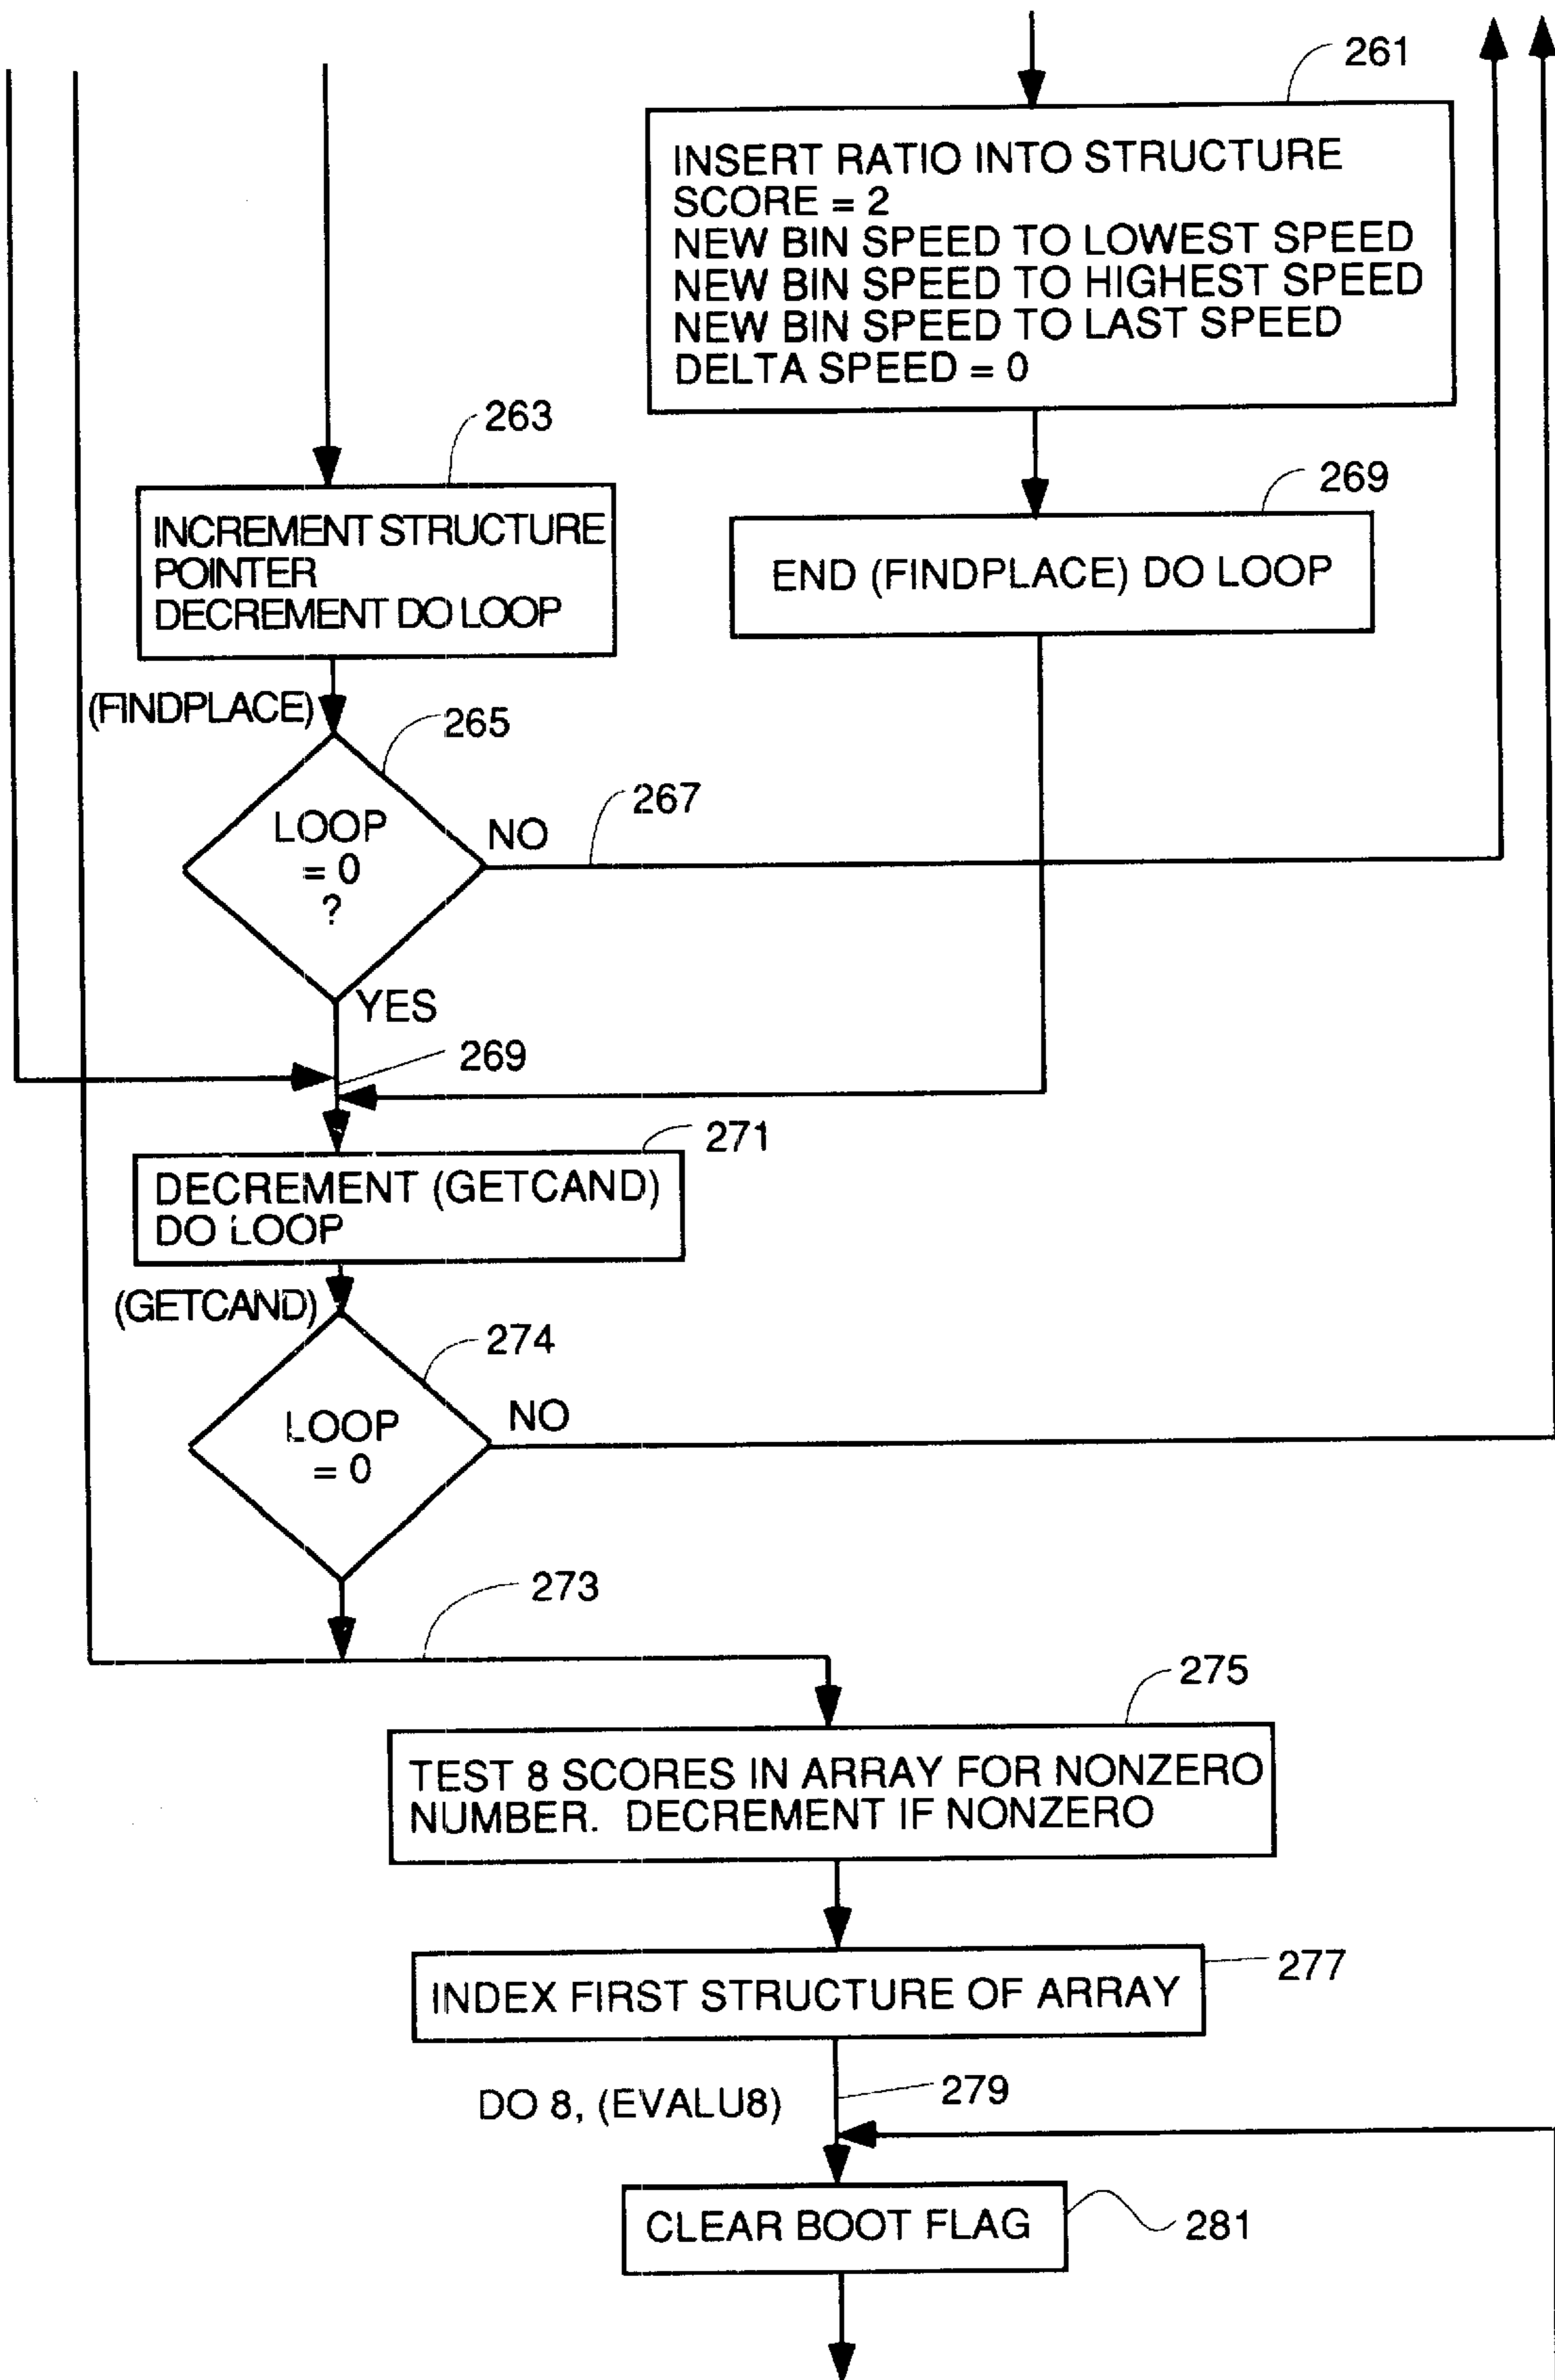 261
INSERT RATIO INTO STRUCTURE
SCORE = 2
NEW BIN SPEED TO LOWEST SPEED
NEW BIN SPEED TO HIGHEST SPEED
NEW BIN SPEED TO LAST SPEED
DELTA SPEED = 0
263
INCREMENT STRUCTURE
POINTER
DECREMENT DO LOOP
269
END (FINDPLACE) DO LOOP
(FINDPLACE)
265
LOOP
= 0
?
NO
267
YES
269
271
DECREMENT (GETCAND)
DO LOOP
(GETCAND)
274
LOOP
= 0
NO
273
275
TEST 8 SCORES IN ARRAY FOR NONZERO
NUMBER. DECREMENT IF NONZERO
277
INDEX FIRST STRUCTURE OF ARRAY
DO 8, (EVALU8)
279
CLEAR BOOT FLAG
281